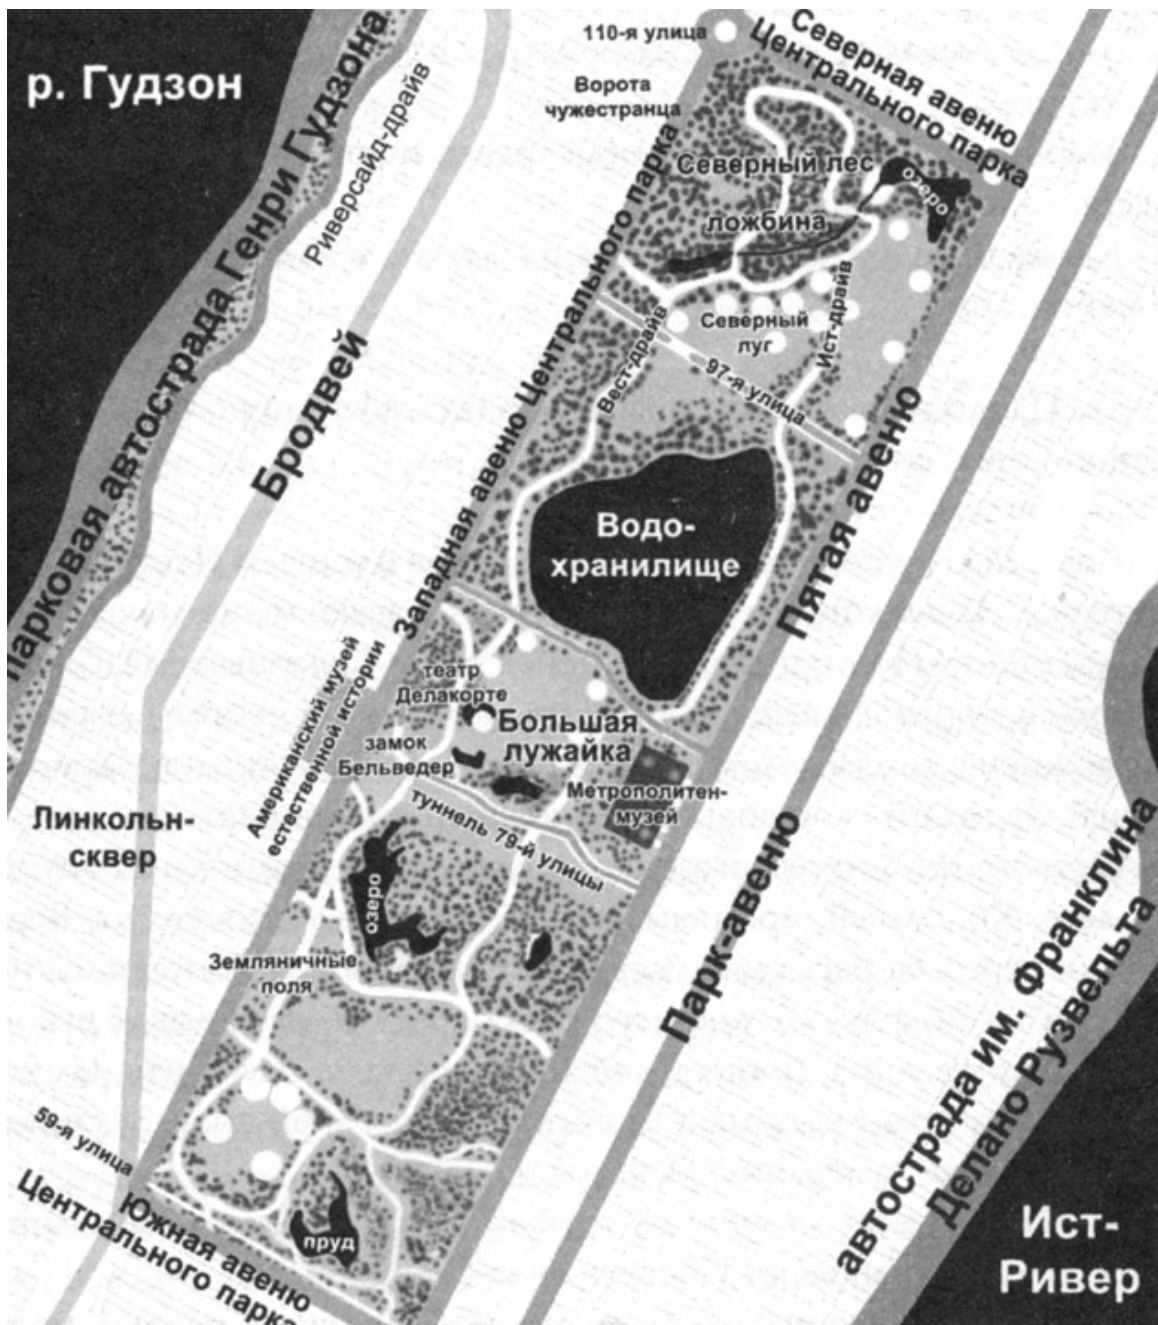 110-я улица
Северная авеню
Центрального парка
р. Гудзон
Парковая автострада Генри Гудзона
Риверсайд-драйв
Ворота
чужестранца
Северный лес
озеро
ложбина
Западная авеню Центрального парка
Бродвей
Северный
луг
Вест-драйв
Ист-драйв
97-я улица
Пятая авеню
Водо-
хранилище
Американский музей
естественной истории
театр
Делакорте
Большая
лужайка
замок
Бельведер
Метрополитен-
музей
туннель 79-й улицы
Линкольн-
сквер
озеро
Земляничные
поля
Парк-авеню
автострада им. Франклина
Делано Рузвельта
59-я улица
Южная авеню
Центрального парка
пруд
Ист-
Ривер